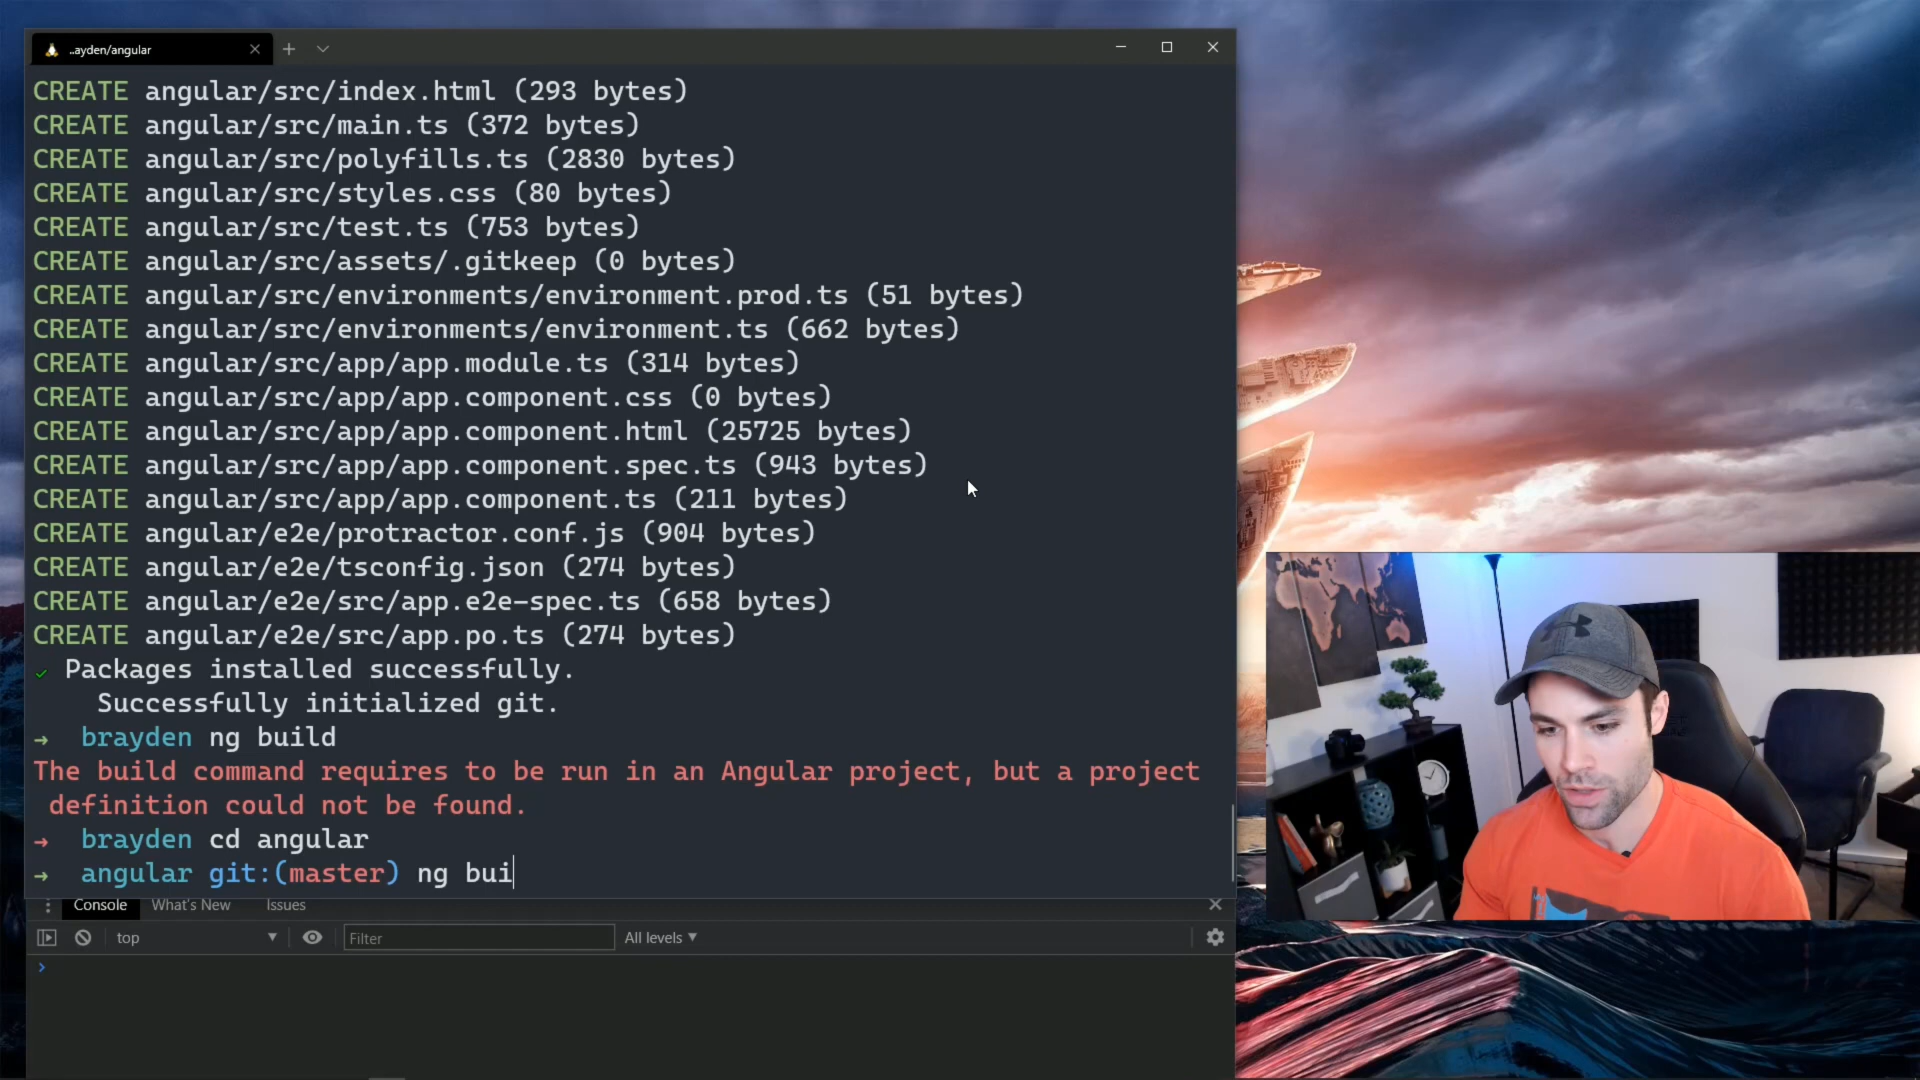 ..ayden/angular
CREATE angular/src/index.html (293 bytes)
CREATE angular/src/main.ts (372 bytes)
CREATE angular/src/polyfills.ts (2830 bytes)
CREATE angular/src/styles.css (80 bytes)
CREATE angular/src/test.ts (753 bytes)
CREATE angular/src/assets/.gitkeep (0 bytes)
CREATE angular/src/environments/environment.prod.ts (51 bytes)
CREATE angular/src/environments/environment.ts (662 bytes)
CREATE angular/src/app/app.module.ts (314 bytes)
CREATE angular/src/app/app.component.css (0 bytes)
CREATE angular/src/app/app.component.html (25725 bytes)
CREATE angular/src/app/app.component.spec.ts (943 bytes)
CREATE angular/src/app/app.component.ts (211 bytes)
CREATE angular/e2e/protractor.conf.js (904 bytes)
CREATE angular/e2e/tsconfig.json (274 bytes)
CREATE angular/e2e/src/app.e2e-spec.ts (658 bytes)
CREATE angular/e2e/src/app.po.ts (274 bytes)
✓ Packages installed successfully.
Successfully initialized git.
→ brayden ng build
The build command requires to be run in an Angular project, but a project
definition could not be found.
→ brayden cd angular
→ angular git:(master) ng bui
Console What's New Issues
top Filter All levels